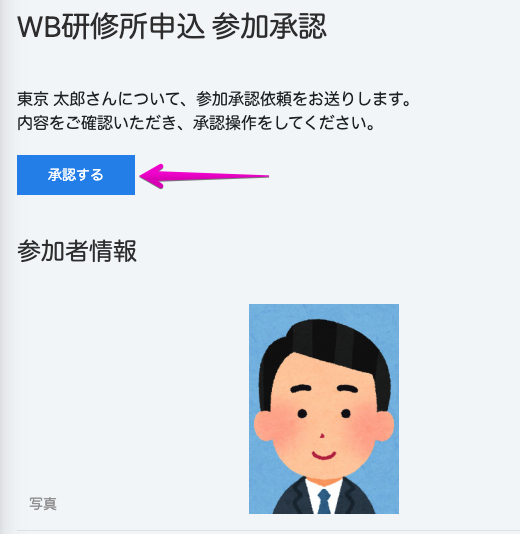 WB研修所申込 参加承認
東京 太郎さんについて、参加承認依頼をお送りします。
内容をご確認いただき、承認操作をしてください。
承認する
参加者情報
写真